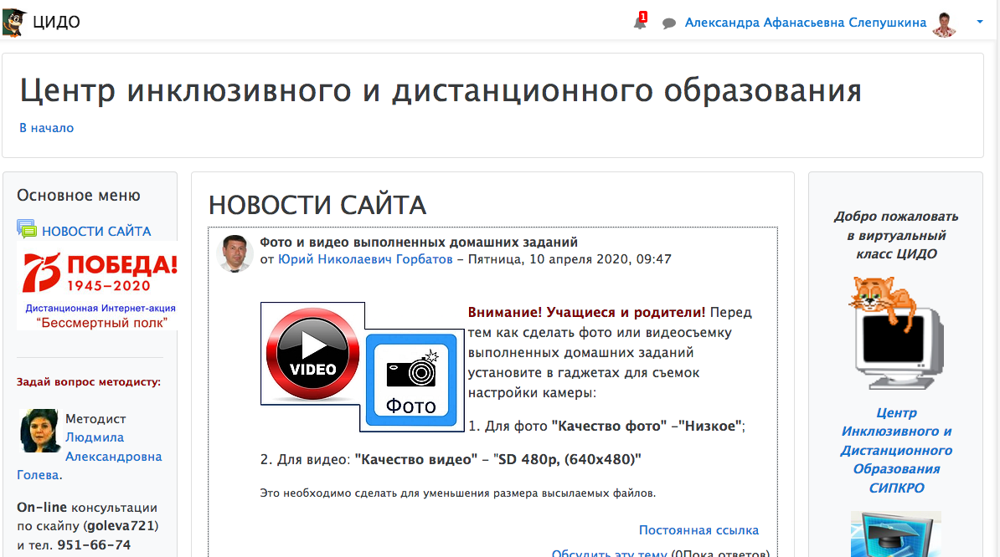 ЦИДО
1
Александра Афанасьевна Слепушкина
Центр инклюзивного и дистанционного образования
В начало
Основное меню
НОВОСТИ САЙТА
75 ПОБЕДА!
1945–2020
Дистанционная Интернет-акция
“Бессмертный полк”
Задай вопрос методисту:
Методист
Людмила
Александровна
Голева.
On-line консультации
по скайпу (goleva721)
и тел. 951-66-74
НОВОСТИ САЙТА
Фото и видео выполненных домашних заданий
от Юрий Николаевич Горбатов – Пятница, 10 апреля 2020, 09:47
VIDEO
Фото
Внимание! Учащиеся и родители! Перед
тем как сделать фото или видеосъемку
выполненных домашних заданий
установите в гаджетах для съемок
настройки камеры:
1. Для фото "Качество фото" –"Низкое";
2. Для видео: "Качество видео" – "SD 480p, (640x480)"
Это необходимо сделать для уменьшения размера высылаемых файлов.
Постоянная ссылка
Обсудить эту тему (0Пока ответов)
Добро пожаловать
в виртуальный
класс ЦИДО
Центр
Инклюзивного и
Дистанционного
Образования
СИПКРО